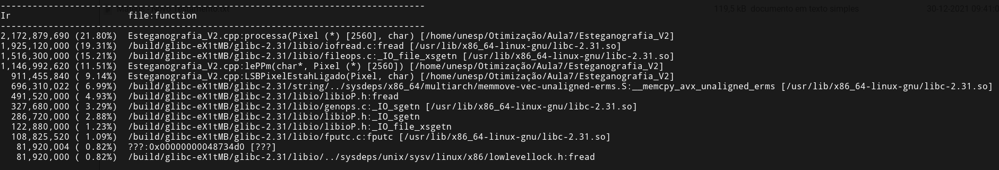 --------------------------------------------------------------------------------
Mateus - Novo Testamento.txt 119,5 kB documento em texto simples 30-12-2021 09:41:6
Ir file:function
--------------------------------------------------------------------------------
2,172,879,690 (21.80%) Esteganografia_V2.cpp:processa(Pixel (*) [2560], char) [/home/unesp/Otimização/Aula7/Esteganografia_V2]
1,925,120,000 (19.31%) /build/glibc-eX1tMB/glibc-2.31/libio/iofread.c:fread [/usr/lib/x86_64-linux-gnu/libc-2.31.so]
1,516,300,000 (15.21%) /build/glibc-eX1tMB/glibc-2.31/libio/fileops.c:_IO_file_xsgetn [/usr/lib/x86_64-linux-gnu/libc-2.31.so]
1,146,992,620 (11.51%) Esteganografia_V2.cpp:lePPm(char*, Pixel (*) [2560]) [/home/unesp/Otimização/Aula7/Esteganografia_V2]
911,455,840 ( 9.14%) Esteganografia_V2.cpp:LSBPixelEstahLigado(Pixel, char) [/home/unesp/Otimização/Aula7/Esteganografia_V2]
696,310,022 ( 6.99%) /build/glibc-eX1tMB/glibc-2.31/string/../sysdeps/x86_64/multiarch/memmove-vec-unaligned-erms.S:__memcpy_avx_unaligned_erms [/usr/lib/x86_64-linux-gnu/libc-2.31.so]
491,520,000 ( 4.93%) /build/glibc-eX1tMB/glibc-2.31/libio/libioP.h:fread
327,680,000 ( 3.29%) /build/glibc-eX1tMB/glibc-2.31/libio/genops.c:_IO_sgetn [/usr/lib/x86_64-linux-gnu/libc-2.31.so]
286,720,000 ( 2.88%) /build/glibc-eX1tMB/glibc-2.31/libio/libioP.h:_IO_sgetn
122,880,000 ( 1.23%) /build/glibc-eX1tMB/glibc-2.31/libio/libioP.h:_IO_file_xsgetn
108,825,520 ( 1.09%) /build/glibc-eX1tMB/glibc-2.31/libio/fputc.c:fputc [/usr/lib/x86_64-linux-gnu/libc-2.31.so]
81,920,004 ( 0.82%) ???:0x00000000048734d0 [???]
81,920,000 ( 0.82%) /build/glibc-eX1tMB/glibc-2.31/libio/../sysdeps/unix/sysv/linux/x86/lowlevellock.h:fread